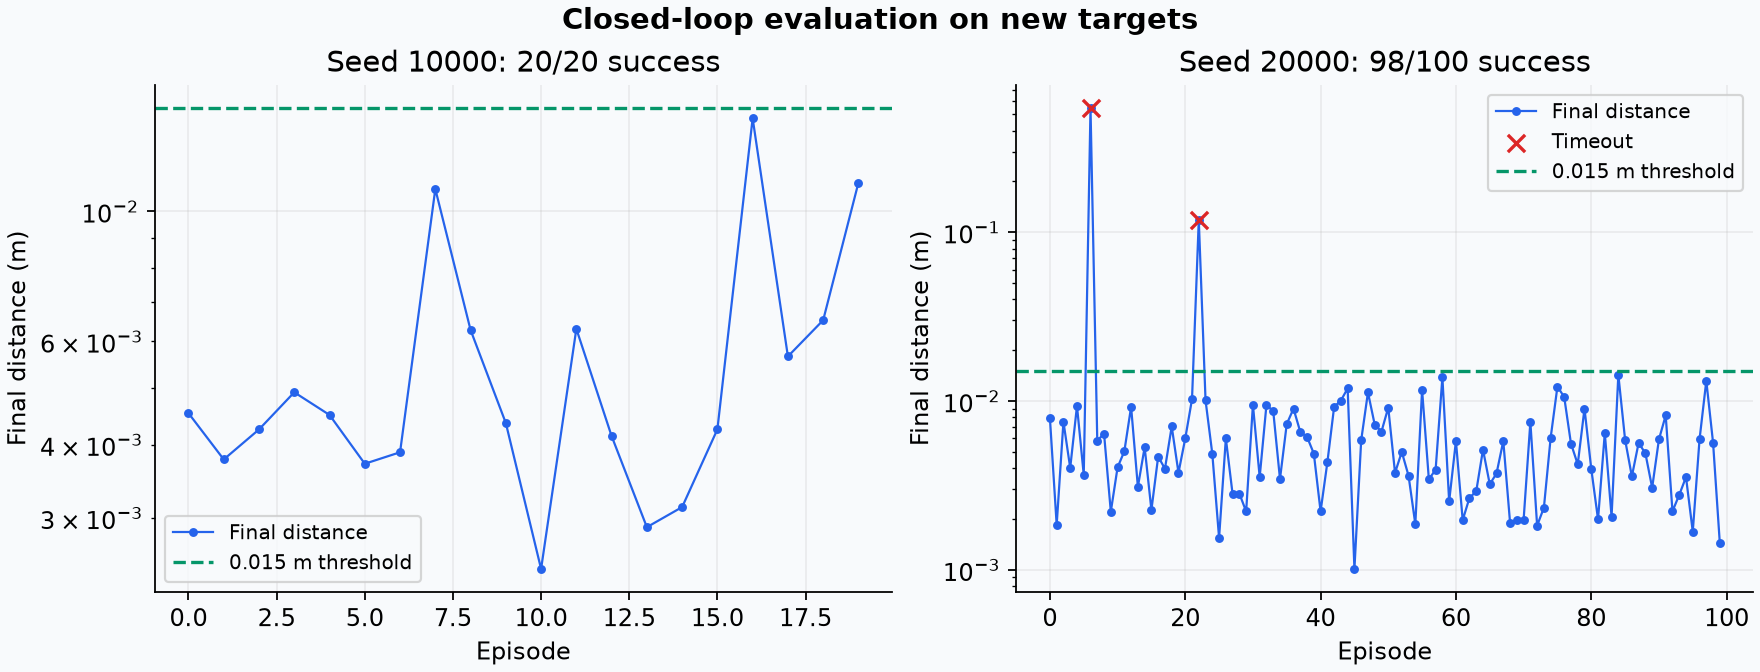 Closed-loop evaluation on new targets
Seed 10000: 20/20 success
Final distance (m)
10⁻²
6 × 10⁻³
4 × 10⁻³
3 × 10⁻³
Final distance
0.015 m threshold
0.0 2.5 5.0 7.5 10.0 12.5 15.0 17.5
Episode
Seed 20000: 98/100 success
Final distance (m)
10⁻¹
10⁻²
10⁻³
Final distance
Timeout
0.015 m threshold
0 20 40 60 80 100
Episode